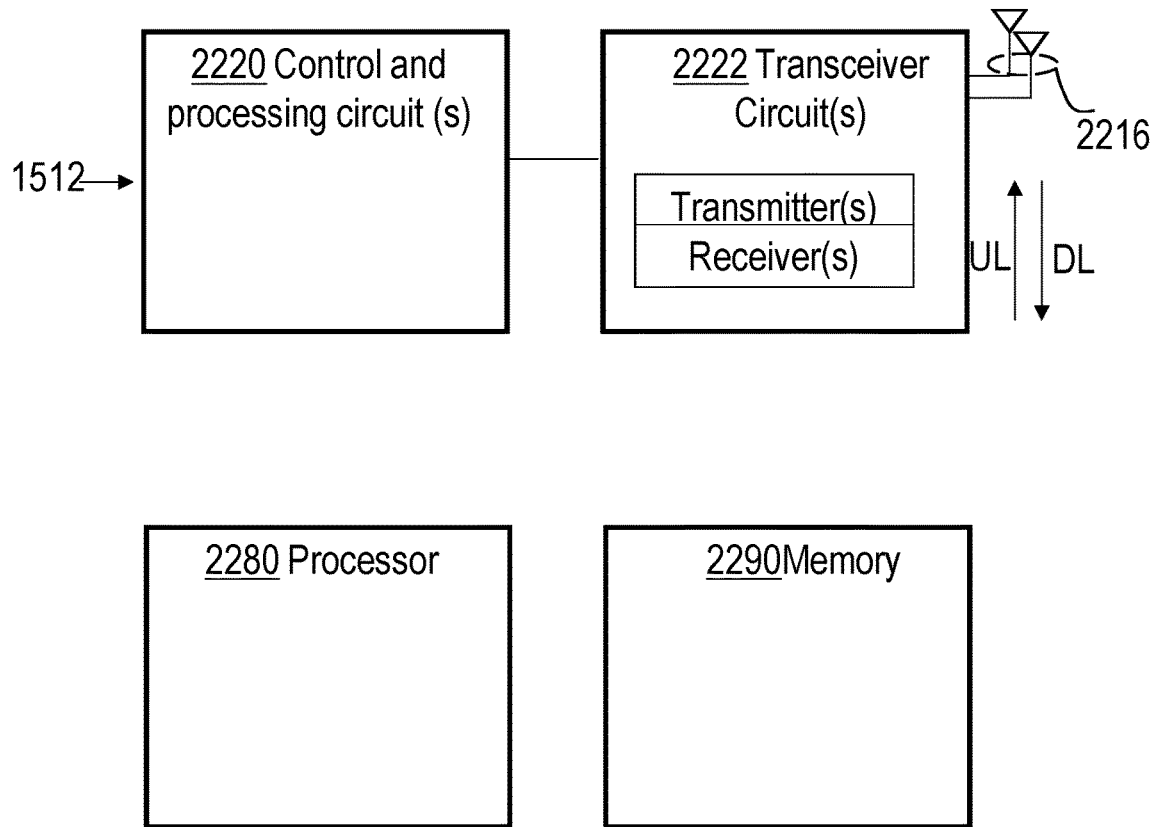 2220 Control and
processing circuit (s)
2222 Transceiver
Circuit(s)
2216
1512
Transmitter(s)
Receiver(s)
UL
DL
2280 Processor
2290Memory